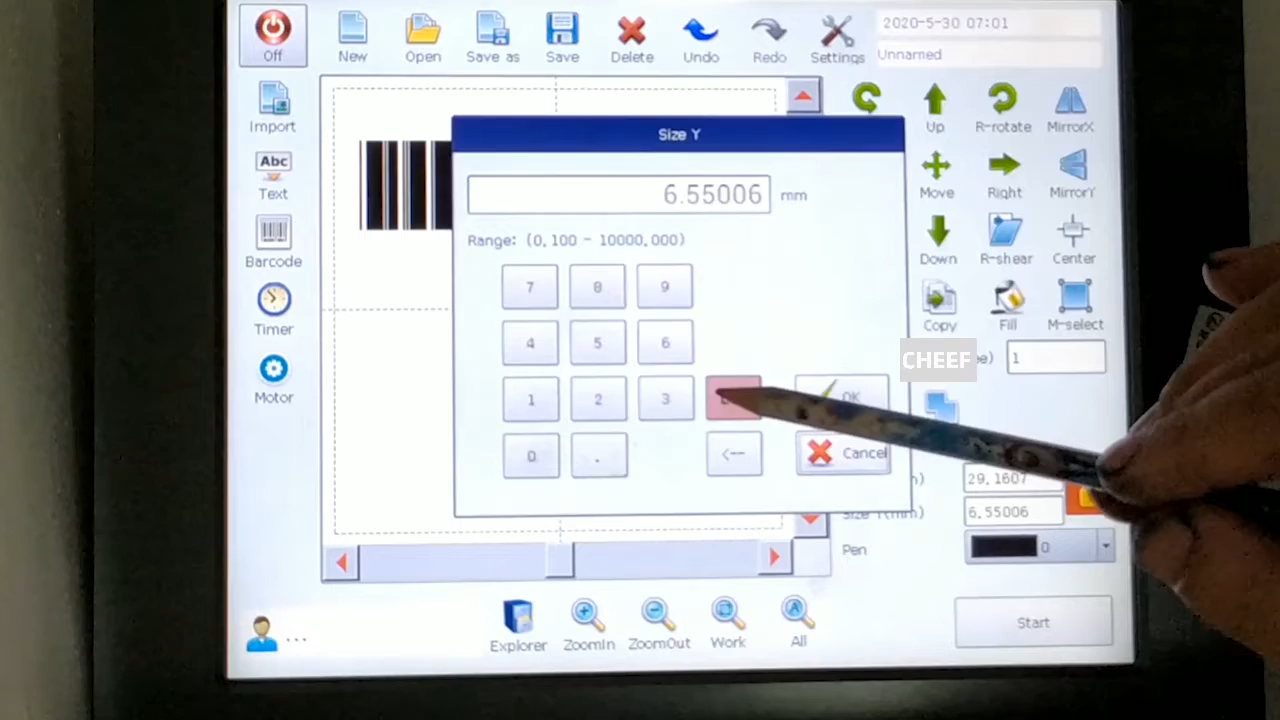 Off
New
Open
Save as
Save
Delete
Undo
Redo
Settings
2020-5-30 07:01
Unnamed
Import
Abc
Text
Barcode
Timer
Motor
Size Y
6.55006 mm
Range: (0.100 - 10000.000)
7 8 9
4 5 6
1 2 3
0 .
<--
OK
Cancel
Up
R-rotate
MirrorX
Move
Right
MirrorY
Down
R-shear
Center
Copy
Fill
M-select
CHEEF
1
29.1607
6.55006
Pen
0
Explorer
ZoomIn
ZoomOut
Work
A
All
...
Start